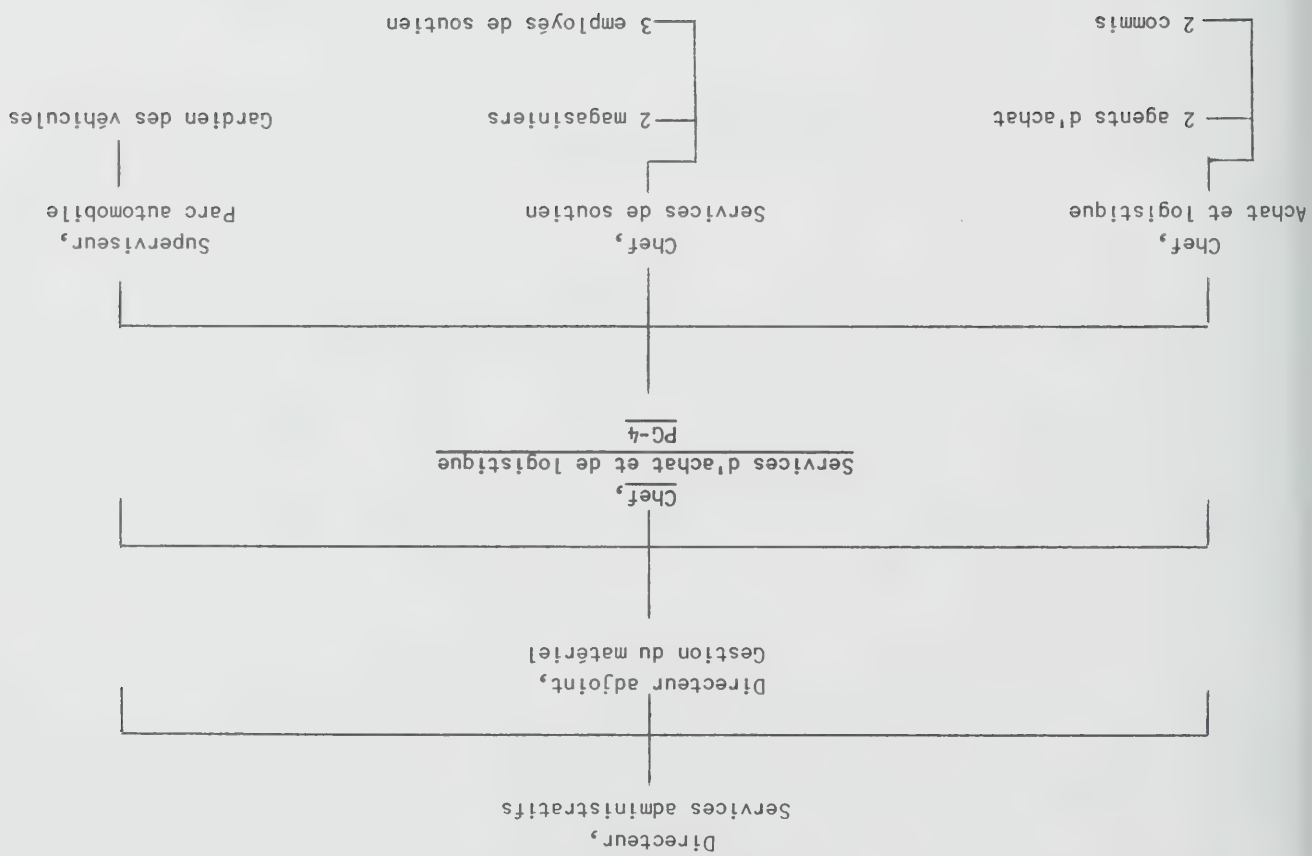 Directeur,
Services administratifs
Directeur adjoint,
Gestion du matériel
Chef,
Services d'achat et de logistique
PG-4
Chef,
Achat et logistique
2 agents d'achat
2 commis
Chef,
Services de soutien
2 magasiniers
3 employés de soutien
Superviseur,
Parc automobile
Gardien des véhicules